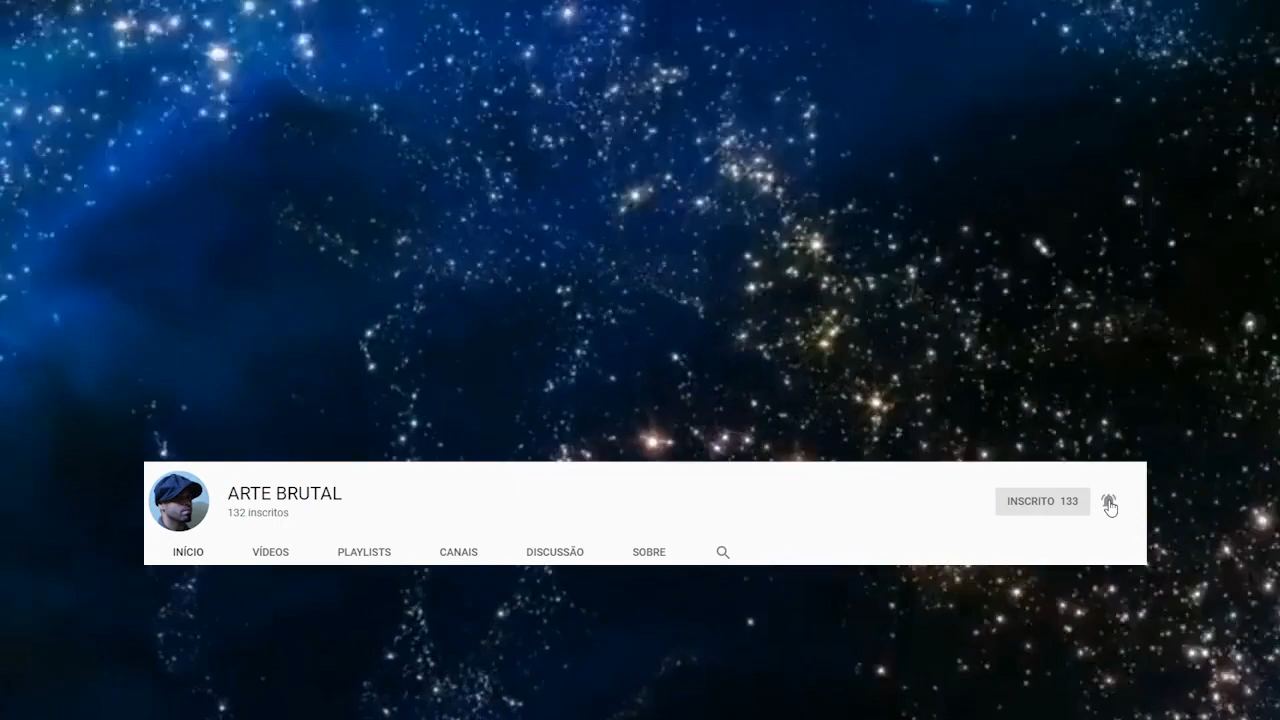 ARTE BRUTAL
132 inscritos
INSCRITO 133
INÍCIO VÍDEOS PLAYLISTS CANAIS DISCUSSÃO SOBRE